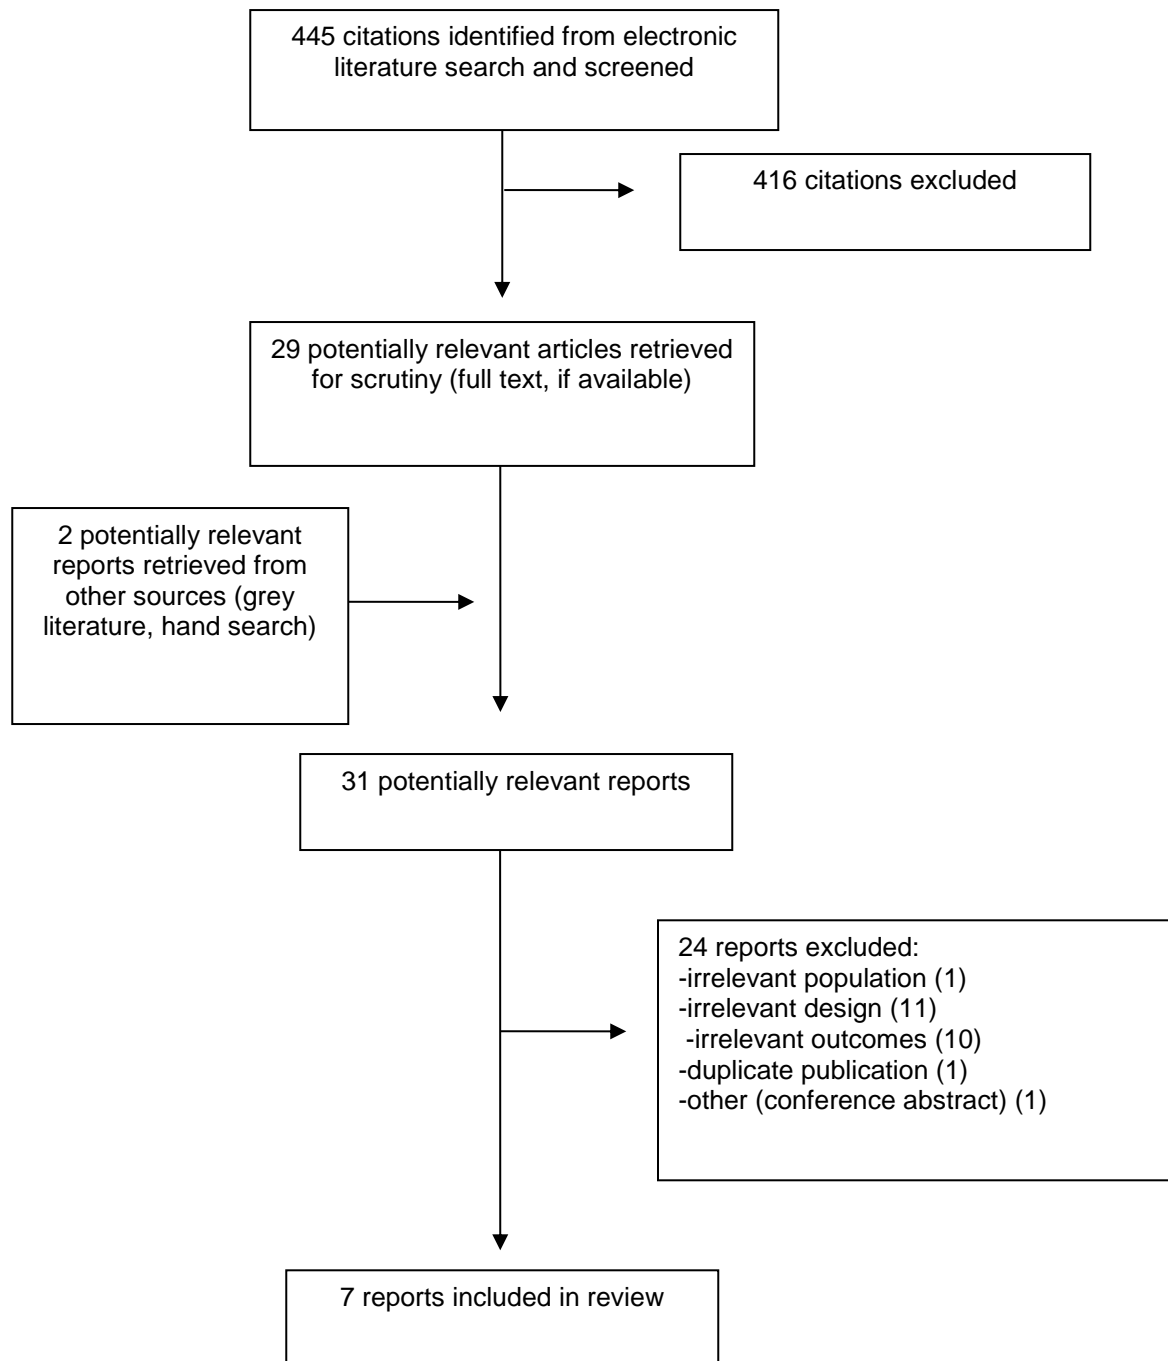 445 citations identified from electronic
literature search and screened
416 citations excluded
29 potentially relevant articles retrieved
for scrutiny (full text, if available)
2 potentially relevant
reports retrieved from
other sources (grey
literature, hand search)
31 potentially relevant reports
24 reports excluded:
-irrelevant population (1)
-irrelevant design (11)
-irrelevant outcomes (10)
-duplicate publication (1)
-other (conference abstract) (1)
7 reports included in review